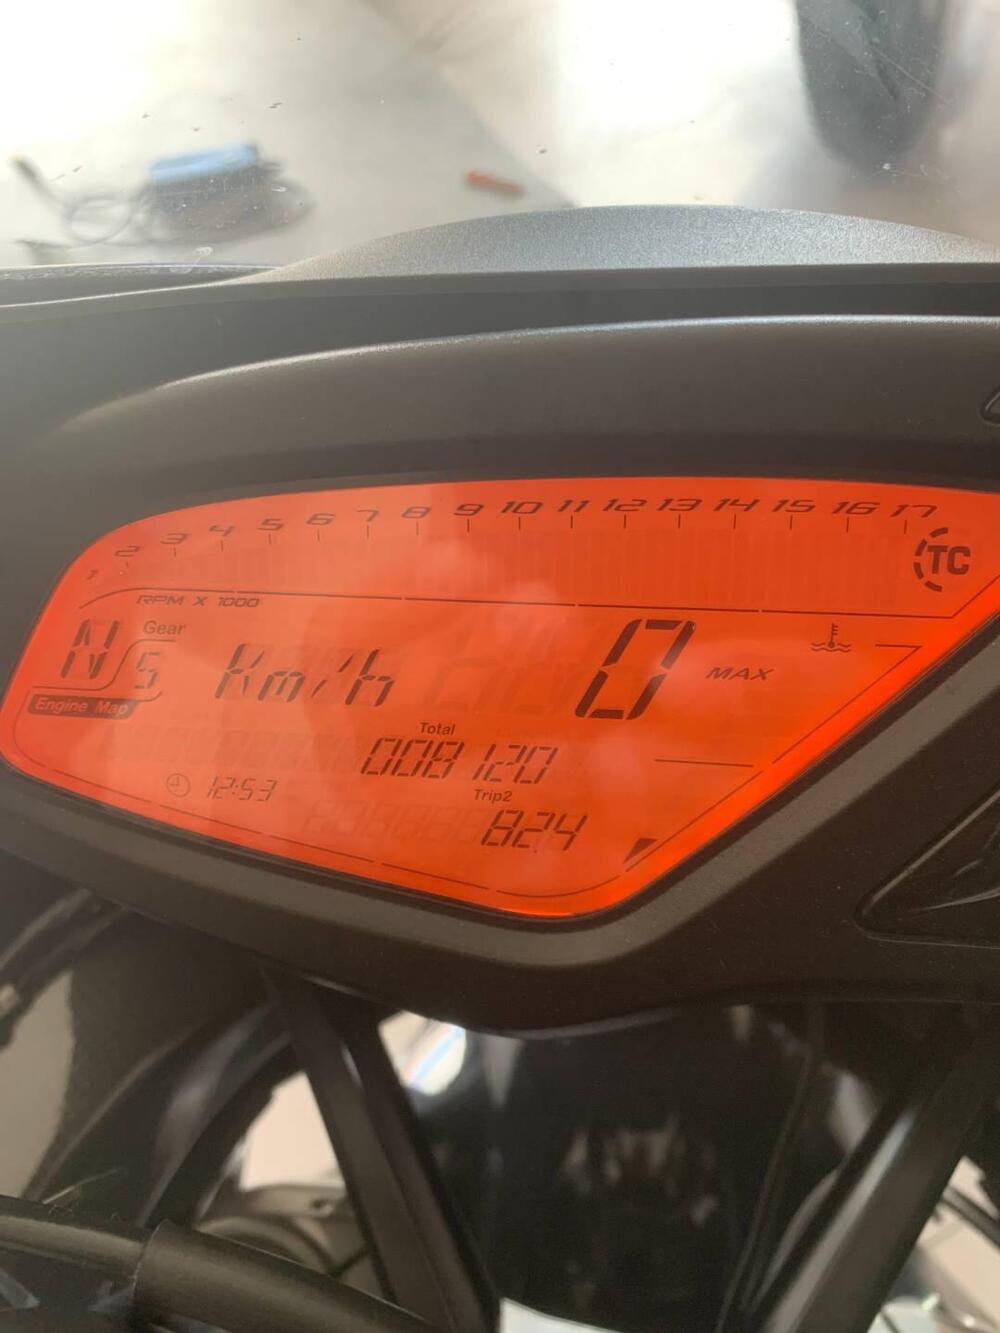 1 2 3 4 5 6 7 8 9 10 11 12 13 14 15 16 17
TC
RPM X 1000
Gear
N S Km/h 0 MAX
Engine Map
Total
008120
12:53
Trip2
824